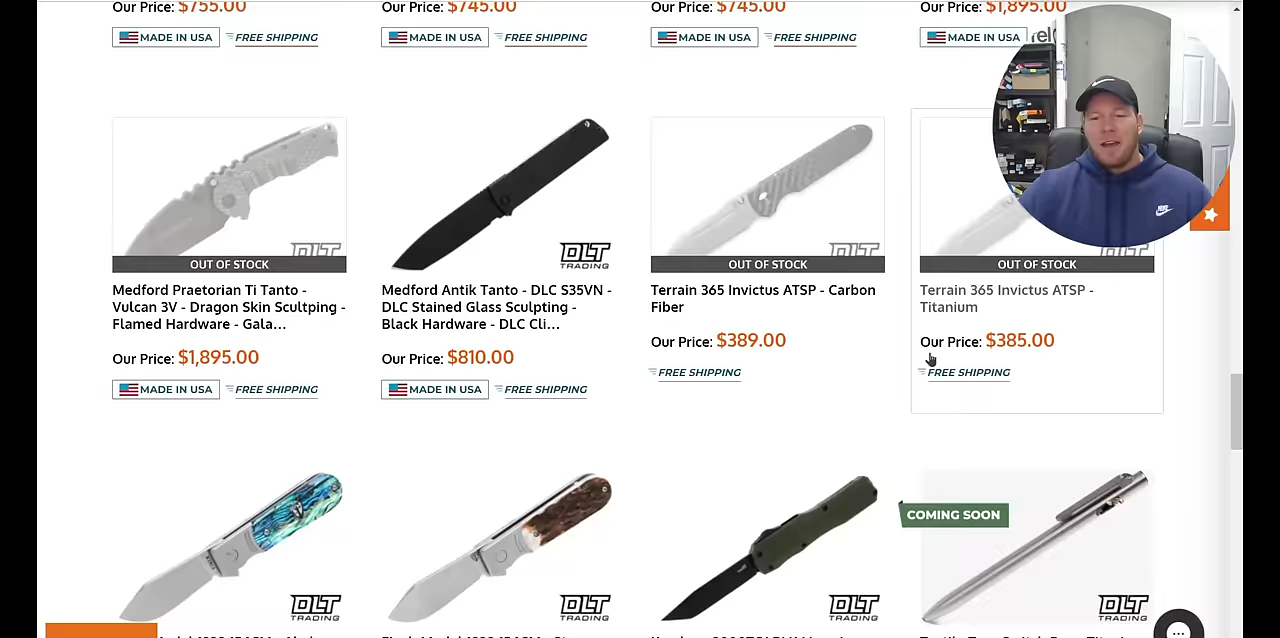 Our Price: $755.00
Our Price: $745.00
Our Price: $745.00
Our Price: $1,895.00
MADE IN USA FREE SHIPPING
MADE IN USA FREE SHIPPING
MADE IN USA FREE SHIPPING
MADE IN USA
DLT
OUT OF STOCK
DLT
TRADING
DLT
OUT OF STOCK
DLT
OUT OF STOCK
Medford Praetorian Ti Tanto -
Vulcan 3V - Dragon Skin Scultping -
Flamed Hardware - Gala...
Medford Antik Tanto - DLC S35VN -
DLC Stained Glass Sculpting -
Black Hardware - DLC Cli...
Terrain 365 Invictus ATSP - Carbon
Fiber
Terrain 365 Invictus ATSP -
Titanium
Our Price: $1,895.00
Our Price: $810.00
Our Price: $389.00
Our Price: $385.00
MADE IN USA FREE SHIPPING
MADE IN USA FREE SHIPPING
FREE SHIPPING
FREE SHIPPING
DLT
TRADING
DLT
TRADING
DLT
TRADING
COMING SOON
DLT
TRADING